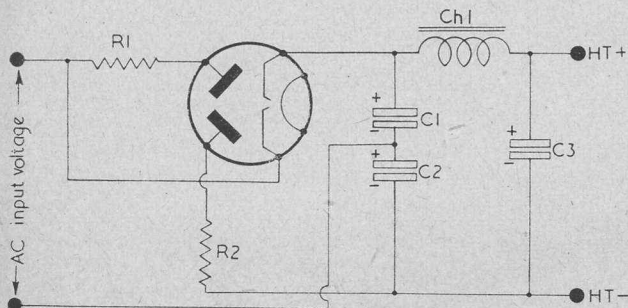 Ch1
R1
HT+
+
-
C1
+
-
C2
+
-
C3
AC input voltage
R2
HT-